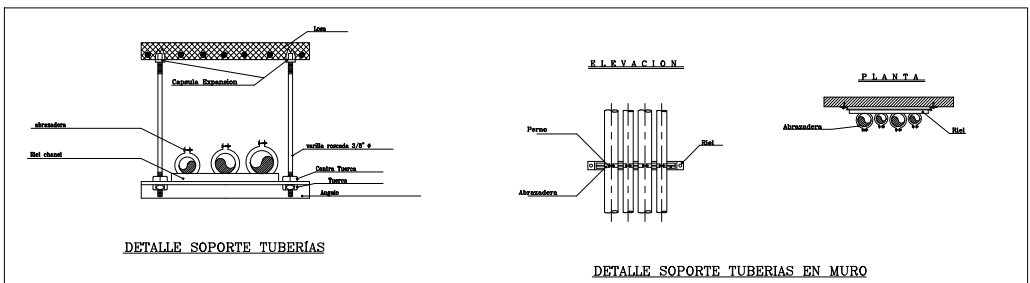 Losa
Capsula Expansion
abrazadera
Riel chanel
varilla roscada 3/8" ø
Contra Tuerca
Tuerca
Angulo
DETALLE SOPORTE TUBERÍAS
ELEVACION
Perno
Riel
Abrazadera
PLANTA
Abrazadera
Riel
DETALLE SOPORTE TUBERIAS EN MURO